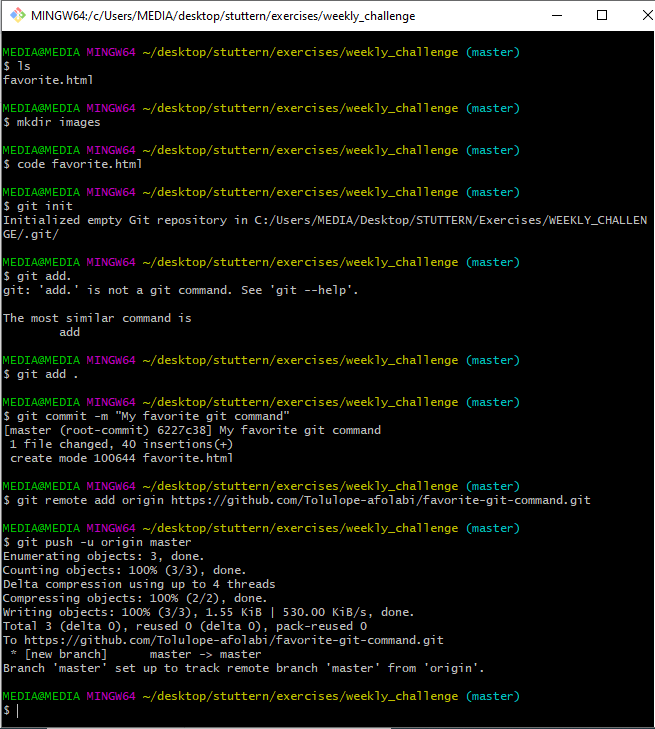 MINGW64:/c/Users/MEDIA/desktop/stuttern/exercises/weekly_challenge
MEDIA@MEDIA MINGW64 ~/desktop/stuttern/exercises/weekly_challenge (master)
$ ls
favorite.html
MEDIA@MEDIA MINGW64 ~/desktop/stuttern/exercises/weekly_challenge (master)
$ mkdir images
MEDIA@MEDIA MINGW64 ~/desktop/stuttern/exercises/weekly_challenge (master)
$ code favorite.html
MEDIA@MEDIA MINGW64 ~/desktop/stuttern/exercises/weekly_challenge (master)
$ git init
Initialized empty Git repository in C:/Users/MEDIA/Desktop/STUTTERN/Exercises/WEEKLY_CHALLEN
GE/.git/
MEDIA@MEDIA MINGW64 ~/desktop/stuttern/exercises/weekly_challenge (master)
$ git add.
git: 'add.' is not a git command. See 'git --help'.
The most similar command is
        add
MEDIA@MEDIA MINGW64 ~/desktop/stuttern/exercises/weekly_challenge (master)
$ git add .
MEDIA@MEDIA MINGW64 ~/desktop/stuttern/exercises/weekly_challenge (master)
$ git commit -m "My favorite git command"
[master (root-commit) 6227c38] My favorite git command
 1 file changed, 40 insertions(+)
 create mode 100644 favorite.html
MEDIA@MEDIA MINGW64 ~/desktop/stuttern/exercises/weekly_challenge (master)
$ git remote add origin https://github.com/Tolulope-afolabi/favorite-git-command.git
MEDIA@MEDIA MINGW64 ~/desktop/stuttern/exercises/weekly_challenge (master)
$ git push -u origin master
Enumerating objects: 3, done.
Counting objects: 100% (3/3), done.
Delta compression using up to 4 threads
Compressing objects: 100% (2/2), done.
Writing objects: 100% (3/3), 1.55 KiB | 530.00 KiB/s, done.
Total 3 (delta 0), reused 0 (delta 0), pack-reused 0
To https://github.com/Tolulope-afolabi/favorite-git-command.git
 * [new branch]      master -> master
Branch 'master' set up to track remote branch 'master' from 'origin'.
MEDIA@MEDIA MINGW64 ~/desktop/stuttern/exercises/weekly_challenge (master)
$